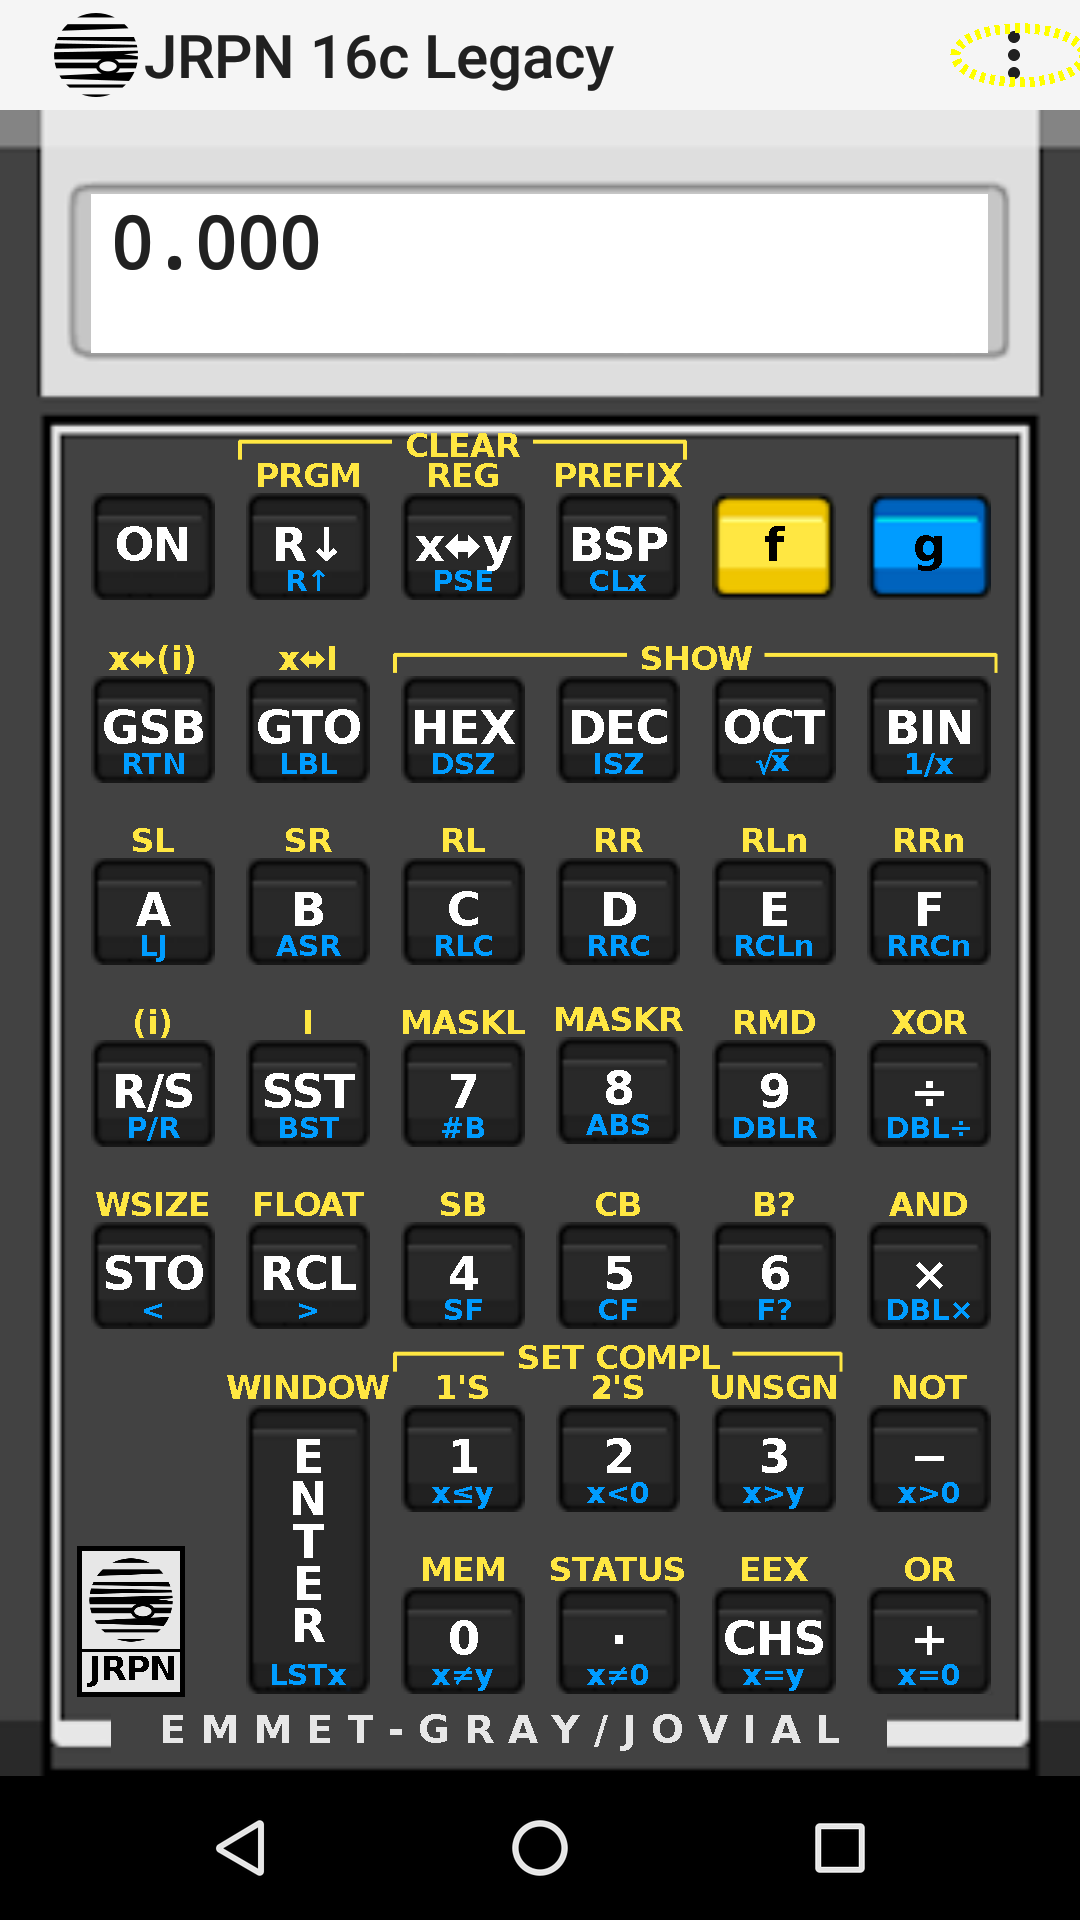 JRPN 16c Legacy
0.000
CLEAR
PRGM REG PREFIX
ON R↓ x⬌y BSP f g
R↑ PSE CLx
x⬌(i) x⬌I SHOW
GSB GTO HEX DEC OCT BIN
RTN LBL DSZ ISZ √x̅ 1/x
SL SR RL RR RLn RRn
A B C D E F
LJ ASR RLC RRC RCLn RRCn
(i) I MASKL MASKR RMD XOR
R/S SST 7 8 9 ÷
P/R BST #B ABS DBLR DBL÷
WSIZE FLOAT SB CB B? AND
STO RCL 4 5 6 ×
< > SF CF F? DBL×
SET COMPL
WINDOW 1'S 2'S UNSGN NOT
ENTER 1 2 3 −
x≤y x<0 x>y x>0
MEM STATUS EEX OR
0 · CHS +
LSTx x≠y x≠0 x=y x=0
JRPN
EMMET-GRAY/JOVIAL